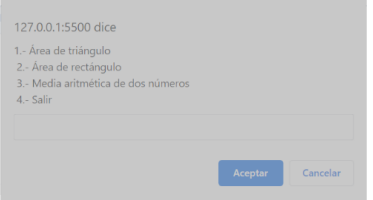 127.0.0.1:5500 dice
1.- Área de triángulo
2.- Área de rectángulo
3.- Media aritmética de dos números
4.- Salir
Aceptar
Cancelar